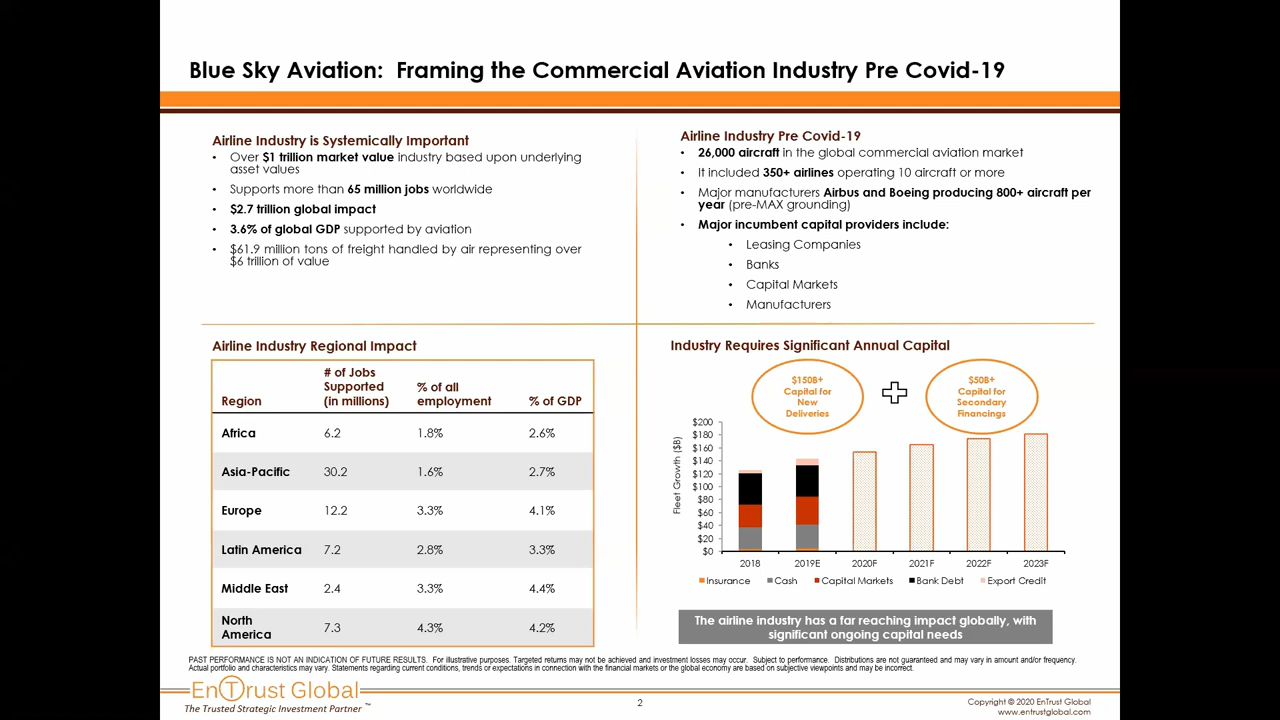 Blue Sky Aviation:  Framing the Commercial Aviation Industry Pre Covid-19
Airline Industry is Systemically Important
• Over $1 trillion market value industry based upon underlying
asset values
• Supports more than 65 million jobs worldwide
• $2.7 trillion global impact
• 3.6% of global GDP supported by aviation
• $61.9 million tons of freight handled by air representing over
$6 trillion of value
Airline Industry Pre Covid-19
• 26,000 aircraft in the global commercial aviation market
• It included 350+ airlines operating 10 aircraft or more
• Major manufacturers Airbus and Boeing producing 800+ aircraft per
year (pre-MAX grounding)
• Major incumbent capital providers include:
• Leasing Companies
• Banks
• Capital Markets
• Manufacturers
Airline Industry Regional Impact
Region
# of Jobs
Supported
(in millions)
% of all
employment
% of GDP
Africa 6.2 1.8% 2.6%
Asia-Pacific 30.2 1.6% 2.7%
Europe 12.2 3.3% 4.1%
Latin America 7.2 2.8% 3.3%
Middle East 2.4 3.3% 4.4%
North
America 7.3 4.3% 4.2%
Industry Requires Significant Annual Capital
$150B+
Capital for
New
Deliveries
$50B+
Capital for
Secondary
Financings
Fleet Growth ($B)
$200
$180
$160
$140
$120
$100
$80
$60
$40
$20
$0
2018 2019E 2020F 2021F 2022F 2023F
Insurance Cash Capital Markets Bank Debt Export Credit
The airline industry has a far reaching impact globally, with
significant ongoing capital needs
PAST PERFORMANCE IS NOT AN INDICATION OF FUTURE RESULTS.  For illustrative purposes.  Targeted returns may not be achieved and investment losses may occur.  Subject to performance.  Distributions are not guaranteed and may vary in amount and/or frequency.
Actual portfolio and characteristics may vary. Statements regarding current conditions, trends or expectations in connection with the financial markets or the global economy are based on subjective viewpoints and may be incorrect.
EnTrust Global
The Trusted Strategic Investment Partner ™
2
Copyright © 2020 EnTrust Global
www.entrustglobal.com